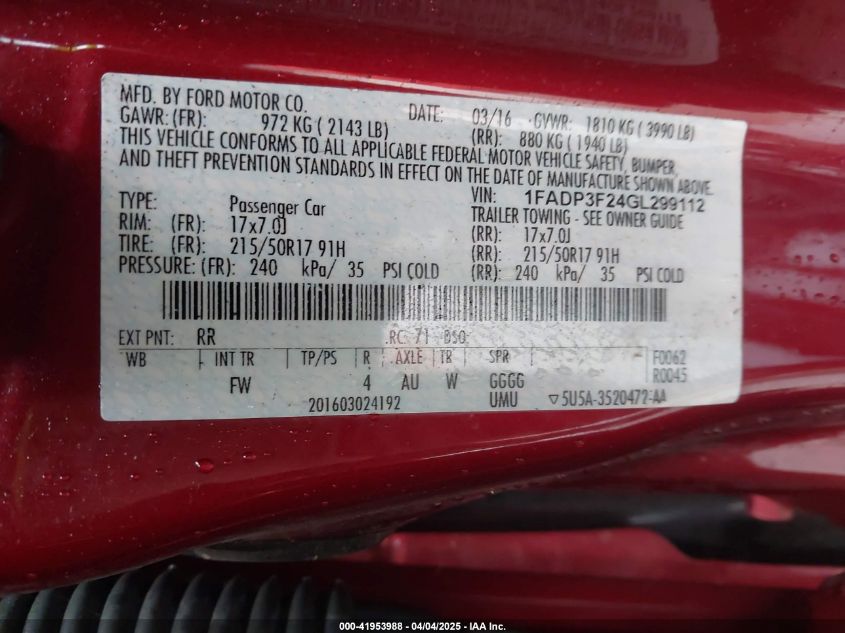 MFD. BY FORD MOTOR CO.
DATE: 03/16 GVWR: 1810 KG ( 3990 LB)
GAWR: (FR): 972 KG ( 2143 LB) (RR): 880 KG ( 1940 LB)
THIS VEHICLE CONFORMS TO ALL APPLICABLE FEDERAL MOTOR VEHICLE SAFETY, BUMPER,
AND THEFT PREVENTION STANDARDS IN EFFECT ON THE DATE OF MANUFACTURE SHOWN ABOVE.
VIN: 1FADP3F24GL299112
TYPE: Passenger Car TRAILER TOWING - SEE OWNER GUIDE
RIM: (FR): 17x7.0J (RR): 17x7.0J
TIRE: (FR): 215/50R17 91H (RR): 215/50R17 91H
PRESSURE: (FR): 240 kPa/ 35 PSI COLD (RR): 240 kPa/ 35 PSI COLD
EXT PNT: RR RC: 71 BSO:
WB INT TR TP/PS R AXLE TR SPR F0062
FW 4 AU W GGGG R0045
201603024192 UMU ▽5U5A-3520472-AA
000-41953988 - 04/04/2025 - IAA Inc.